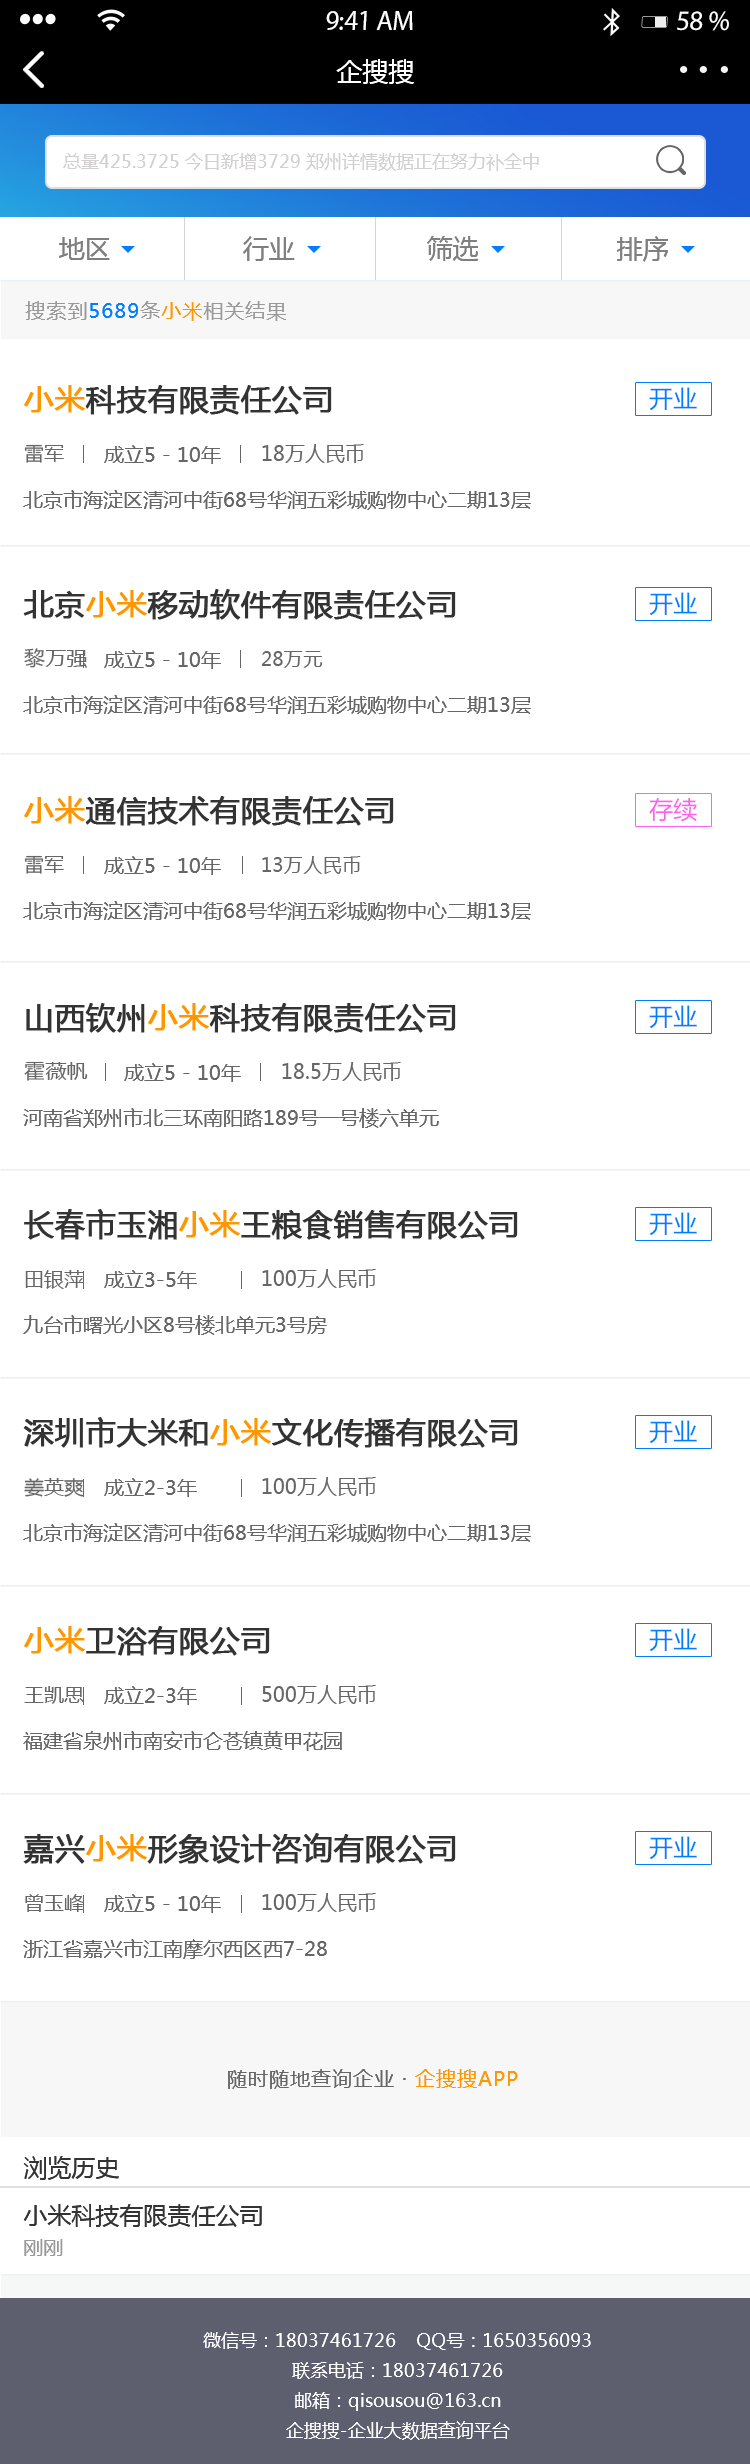 9:41 AM 58 %
企搜搜
总量425.3725 今日新增3729 郑州详情数据正在努力补全中
地区 行业 筛选 排序
搜索到5689条小米相关结果
小米科技有限责任公司 开业
雷军 | 成立5 - 10年 | 18万人民币
北京市海淀区清河中街68号华润五彩城购物中心二期13层
北京小米移动软件有限责任公司 开业
黎万强 成立5 - 10年 | 28万元
北京市海淀区清河中街68号华润五彩城购物中心二期13层
小米通信技术有限责任公司 存续
雷军 | 成立5 - 10年 | 13万人民币
北京市海淀区清河中街68号华润五彩城购物中心二期13层
山西钦州小米科技有限责任公司 开业
霍薇帆 | 成立5 - 10年 | 18.5万人民币
河南省郑州市北三环南阳路189号一号楼六单元
长春市玉湘小米王粮食销售有限公司 开业
田银萍 成立3-5年 | 100万人民币
九台市曙光小区8号楼北单元3号房
深圳市大米和小米文化传播有限公司 开业
姜英爽 成立2-3年 | 100万人民币
北京市海淀区清河中街68号华润五彩城购物中心二期13层
小米卫浴有限公司 开业
王凯思 成立2-3年 | 500万人民币
福建省泉州市南安市仑苍镇黄甲花园
嘉兴小米形象设计咨询有限公司 开业
曾玉峰 成立5 - 10年 | 100万人民币
浙江省嘉兴市江南摩尔西区西7-28
随时随地查询企业 · 企搜搜APP
浏览历史
小米科技有限责任公司
刚刚
微信号：18037461726 QQ号：1650356093
联系电话：18037461726
邮箱：qisousou@163.cn
企搜搜-企业大数据查询平台